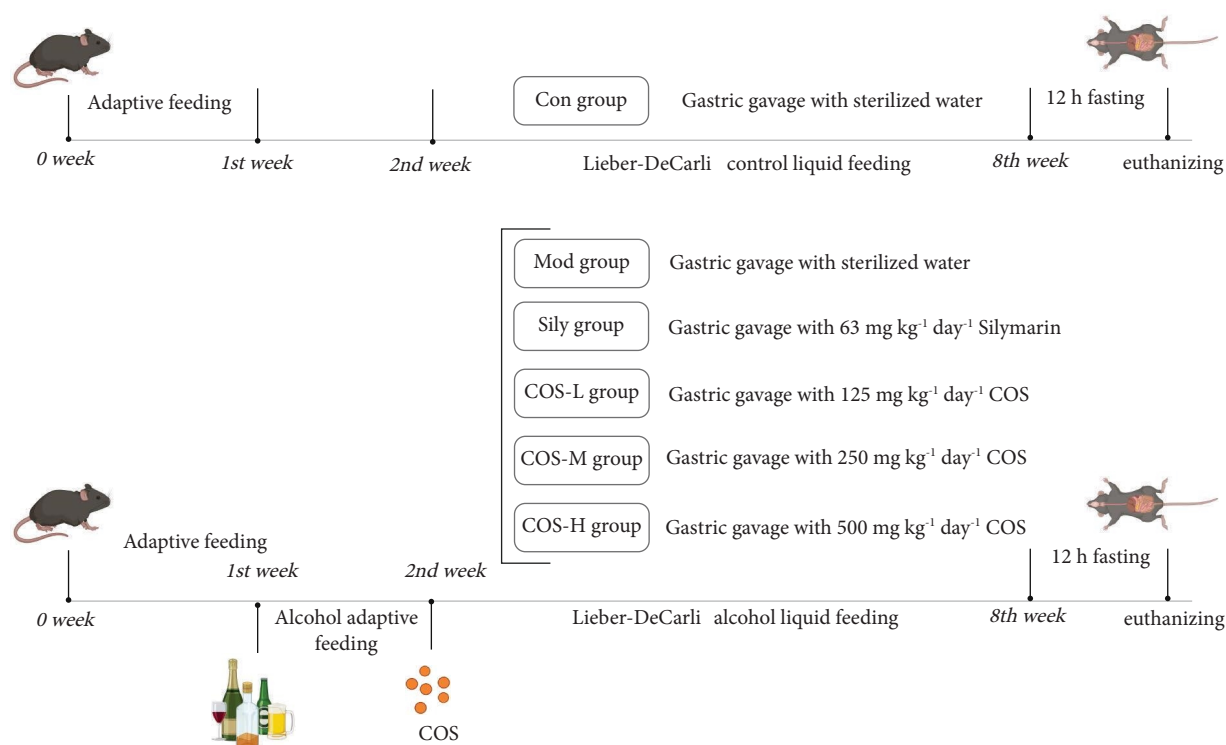 Adaptive feeding
Con group
Gastric gavage with sterilized water
12 h fasting
0 week
1st week
2nd week
Lieber-DeCarli control liquid feeding
8th week
euthanizing
Mod group
Gastric gavage with sterilized water
Sily group
Gastric gavage with 63 mg kg⁻¹ day⁻¹ Silymarin
COS-L group
Gastric gavage with 125 mg kg⁻¹ day⁻¹ COS
COS-M group
Gastric gavage with 250 mg kg⁻¹ day⁻¹ COS
COS-H group
Gastric gavage with 500 mg kg⁻¹ day⁻¹ COS
Adaptive feeding
12 h fasting
1st week
2nd week
0 week
Alcohol adaptive
feeding
Lieber-DeCarli alcohol liquid feeding
8th week
euthanizing
COS